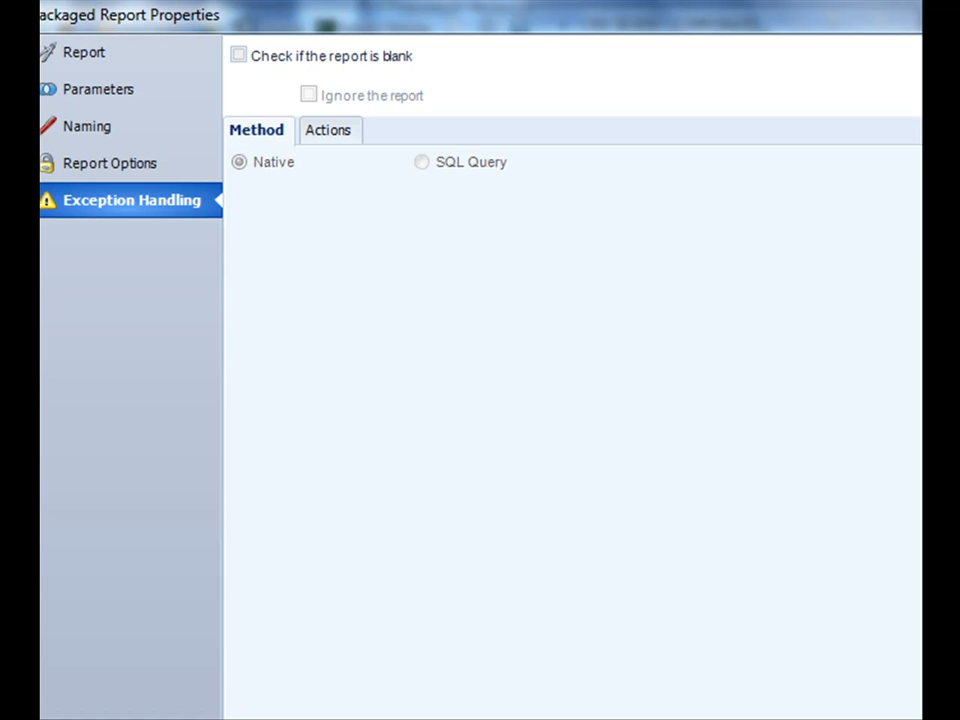 ackaged Report Properties
Report
Parameters
Naming
Report Options
Exception Handling
Check if the report is blank
Ignore the report
Method Actions
Native SQL Query